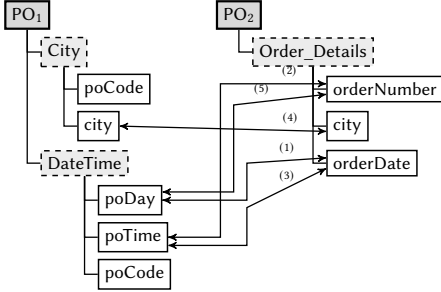 PO1 PO2
City Order_Details
(2)
poCode (5) orderNumber
city (4) city
DateTime (1) orderDate
(3)
poDay
poTime
poCode